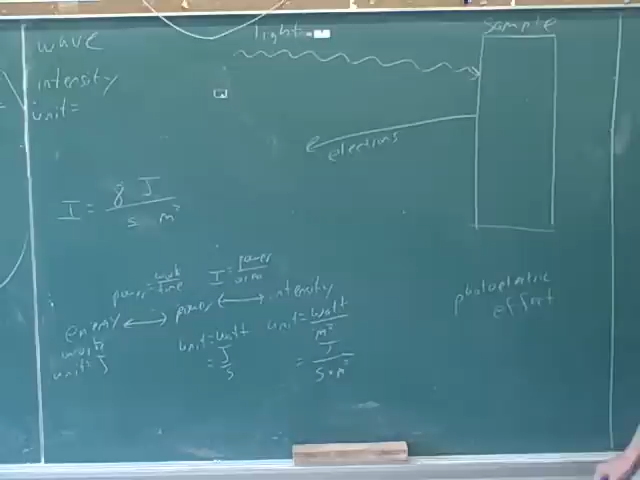 wave
intensity
unit=
light
sample
electrons
I = 8 J / s m²
power = work / time
I = power / area
energy ↔ power ↔ intensity
work
unit = J
unit = watt
= J / s
unit = watt / m²
= J / s·m²
photoelectric
effect